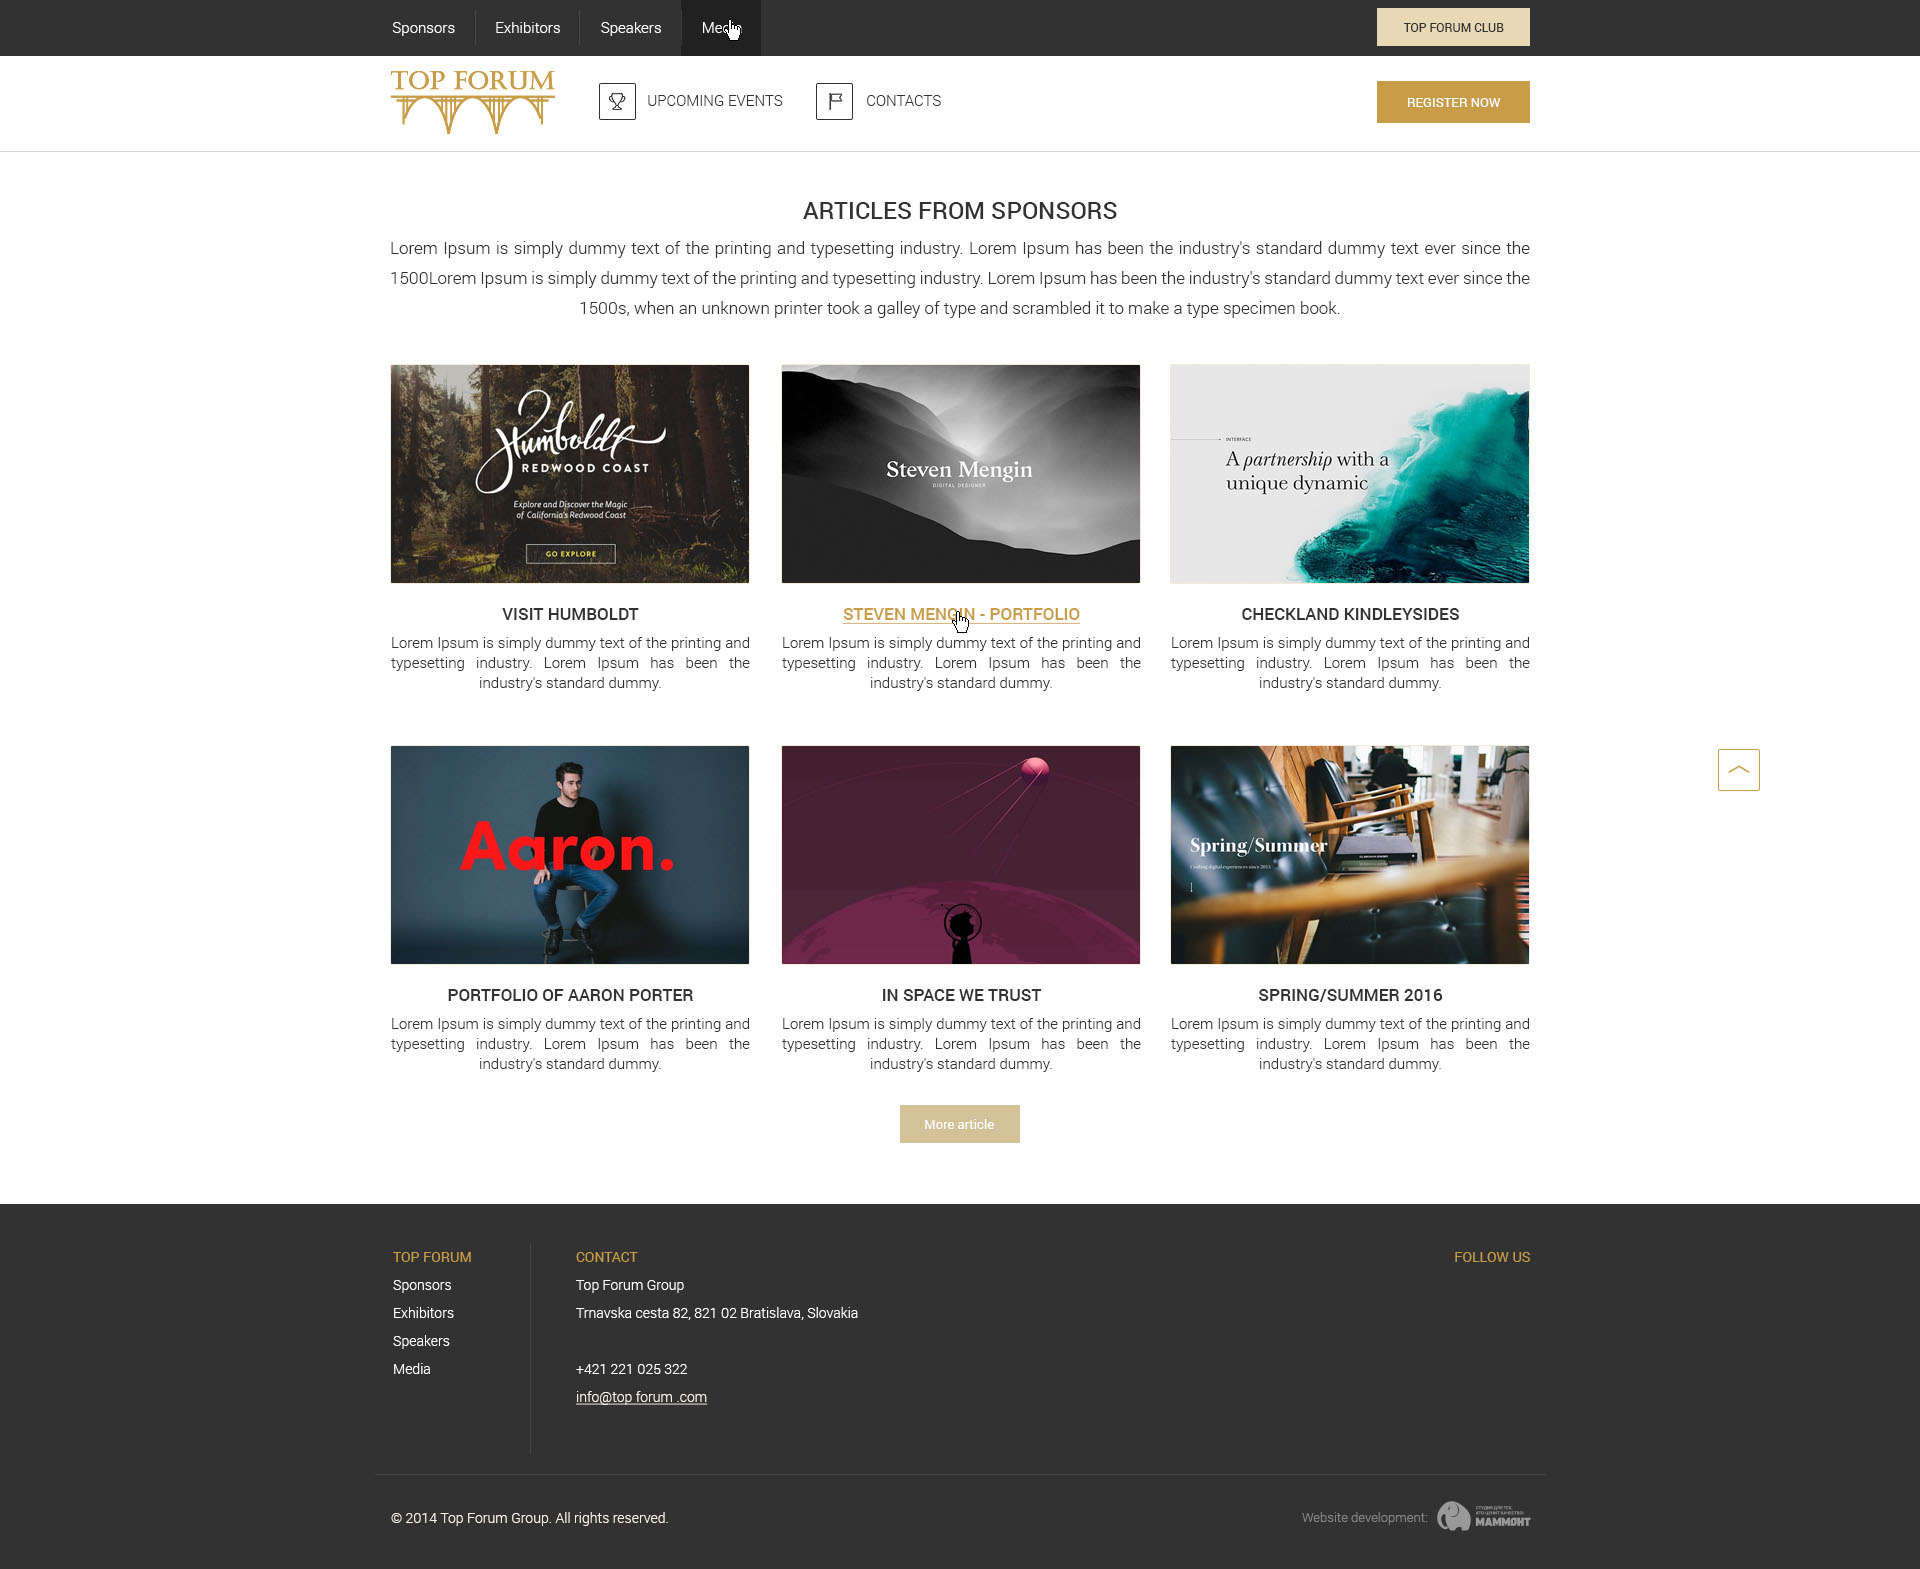 Sponsors
Exhibitors
Speakers
TOP FORUM CLUB
TOP FORUM
UPCOMING EVENTS
CONTACTS
REGISTER NOW
ARTICLES FROM SPONSORS
Lorem Ipsum is simply dummy text of the printing and typesetting industry. Lorem Ipsum has been the industry's standard dummy text ever since the
1500Lorem Ipsum is simply dummy text of the printing and typesetting industry. Lorem Ipsum has been the industry's standard dummy text ever since the
1500s, when an unknown printer took a galley of type and scrambled it to make a type specimen book.
Humboldt
REDWOOD COAST
Explore and Discover the Magic
of California's Redwood Coast
GO EXPLORE
VISIT HUMBOLDT
Lorem Ipsum is simply dummy text of the printing and
typesetting industry. Lorem Ipsum has been the
industry's standard dummy.
Steven Mengin
DIGITAL DESIGNER
STEVEN MENGIN - PORTFOLIO
Lorem Ipsum is simply dummy text of the printing and
typesetting industry. Lorem Ipsum has been the
industry's standard dummy.
INTERFACE
A partnership with a
unique dynamic
CHECKLAND KINDLEYSIDES
Lorem Ipsum is simply dummy text of the printing and
typesetting industry. Lorem Ipsum has been the
industry's standard dummy.
Aaron.
PORTFOLIO OF AARON PORTER
Lorem Ipsum is simply dummy text of the printing and
typesetting industry. Lorem Ipsum has been the
industry's standard dummy.
IN SPACE WE TRUST
Lorem Ipsum is simply dummy text of the printing and
typesetting industry. Lorem Ipsum has been the
industry's standard dummy.
Spring/Summer
Crafting digital experiences since 2013
SPRING/SUMMER 2016
Lorem Ipsum is simply dummy text of the printing and
typesetting industry. Lorem Ipsum has been the
industry's standard dummy.
More article
TOP FORUM
Sponsors
Exhibitors
Speakers
Media
CONTACT
Top Forum Group
Trnavska cesta 82, 821 02 Bratislava, Slovakia
+421 221 025 322
info@top forum .com
FOLLOW US
© 2014 Top Forum Group. All rights reserved.
Website development:
СТУДИЯ ДЛЯ ТЕХ,
КТО ЦЕНИТ КАЧЕСТВО!
МАММОНТ